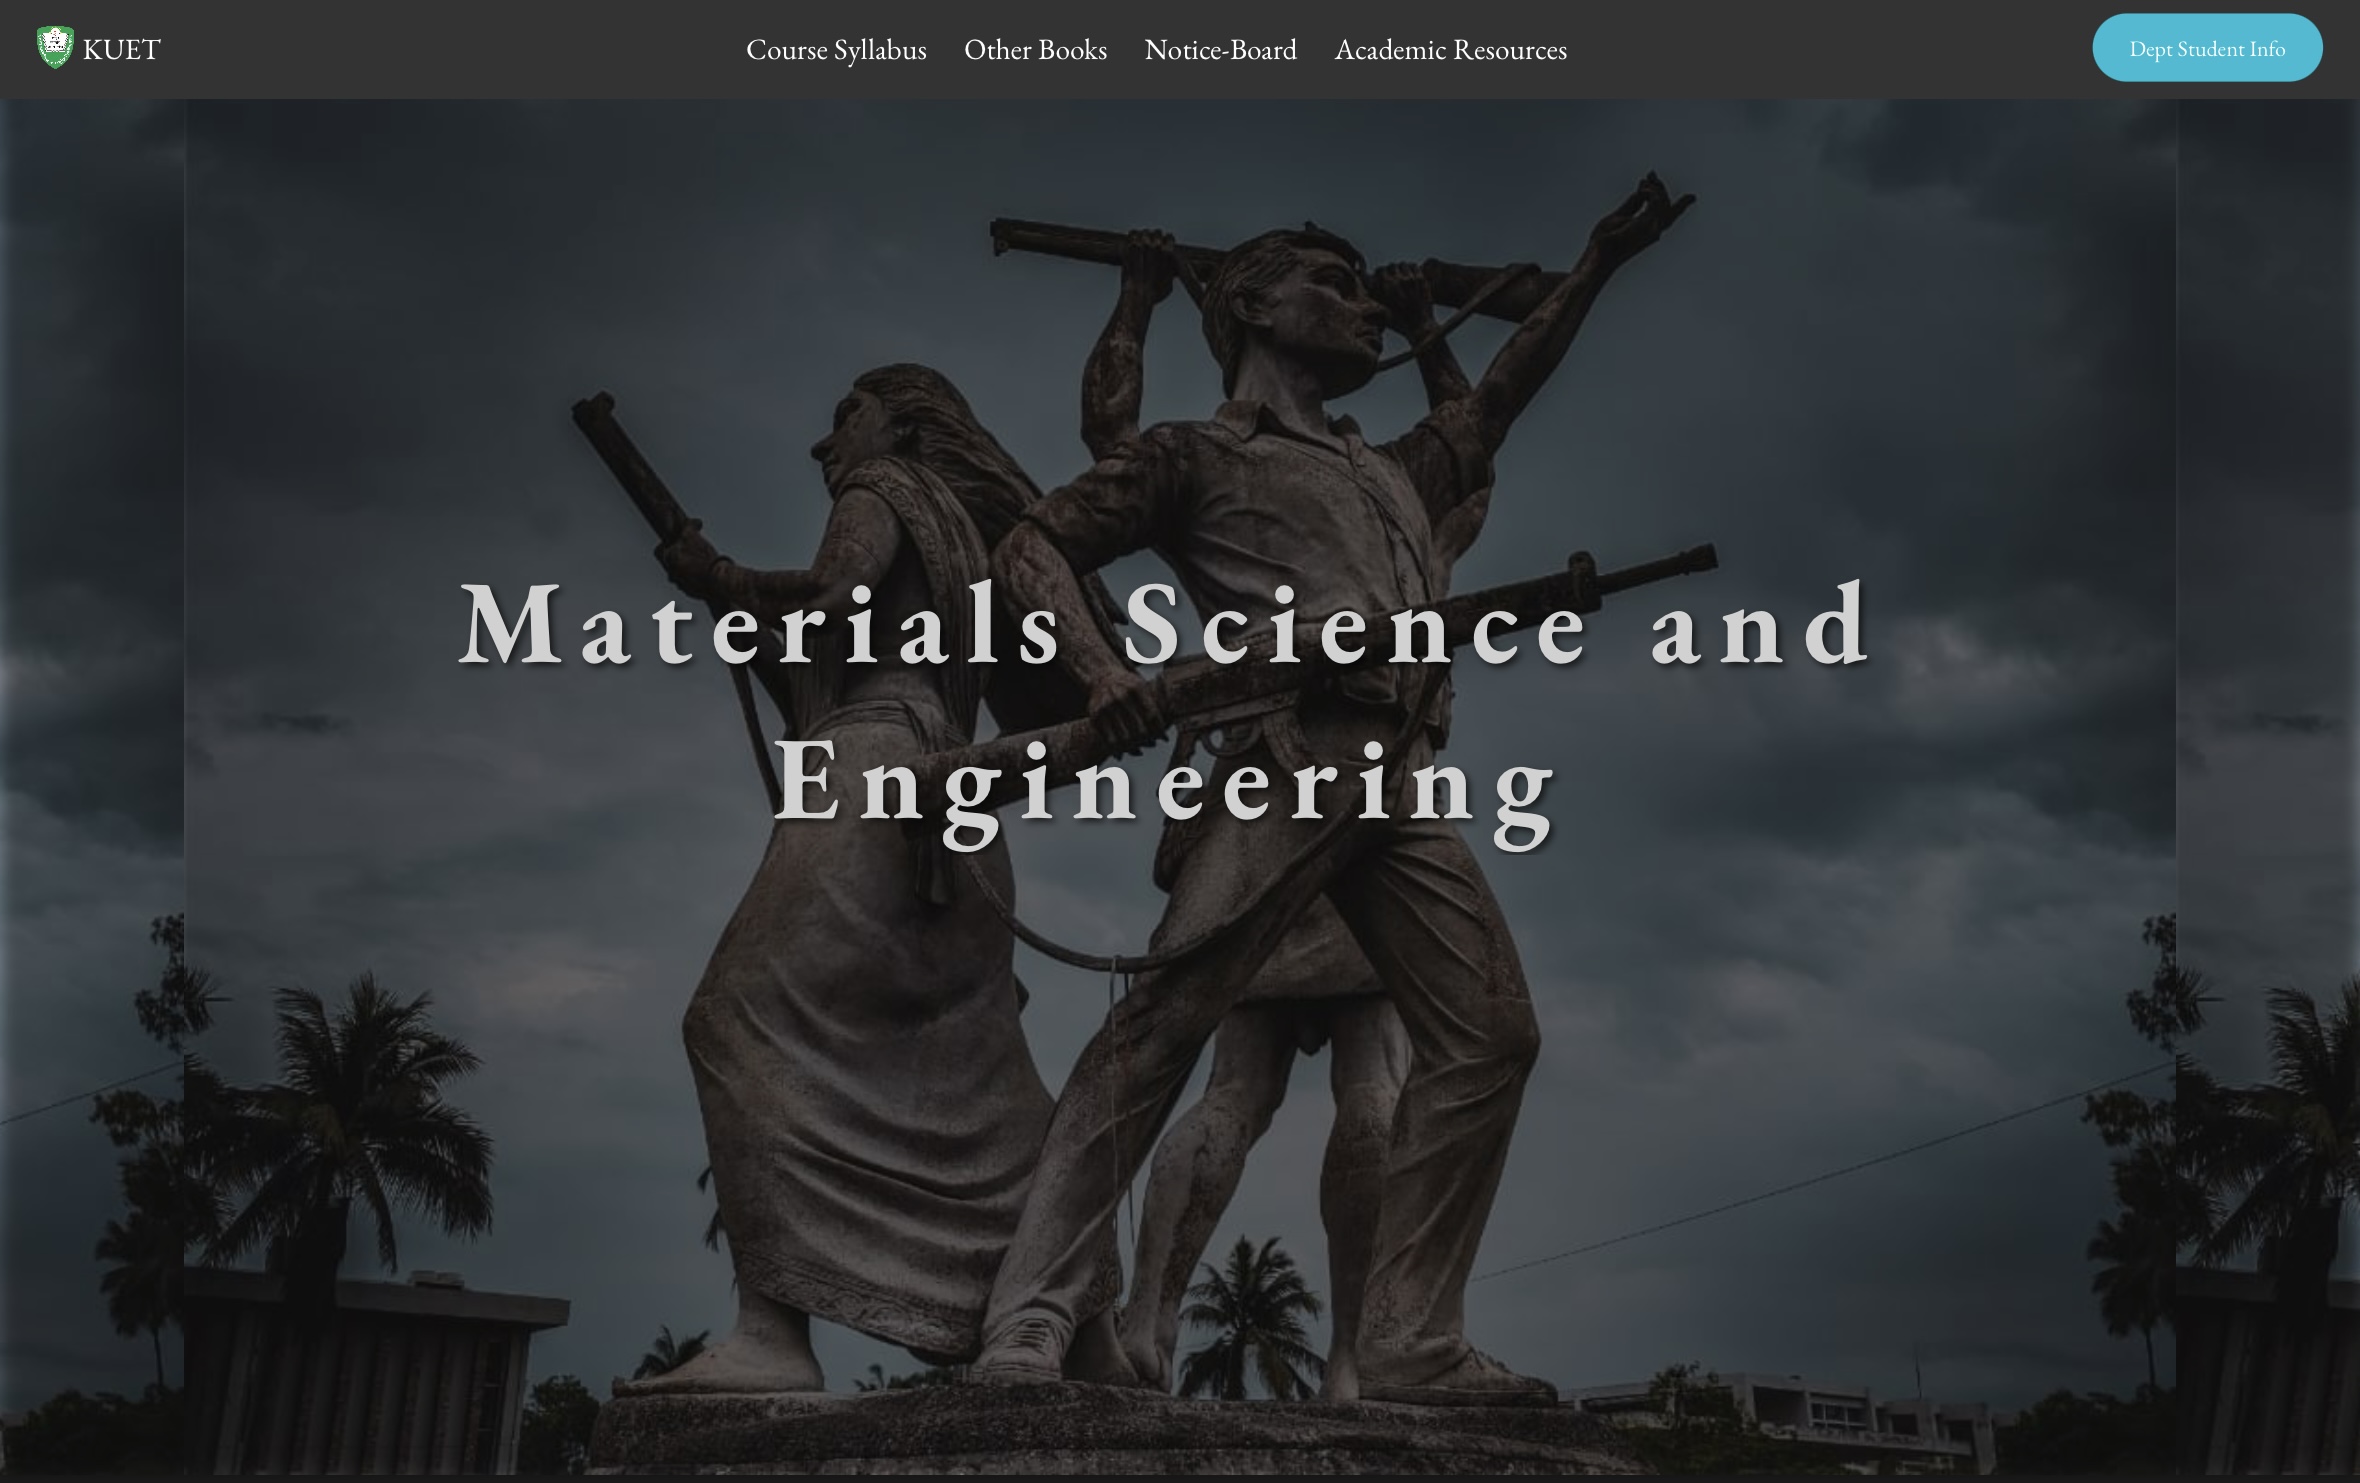 KUET
Course Syllabus
Other Books
Notice-Board
Academic Resources
Dept Student Info
Materials Science and
Engineering